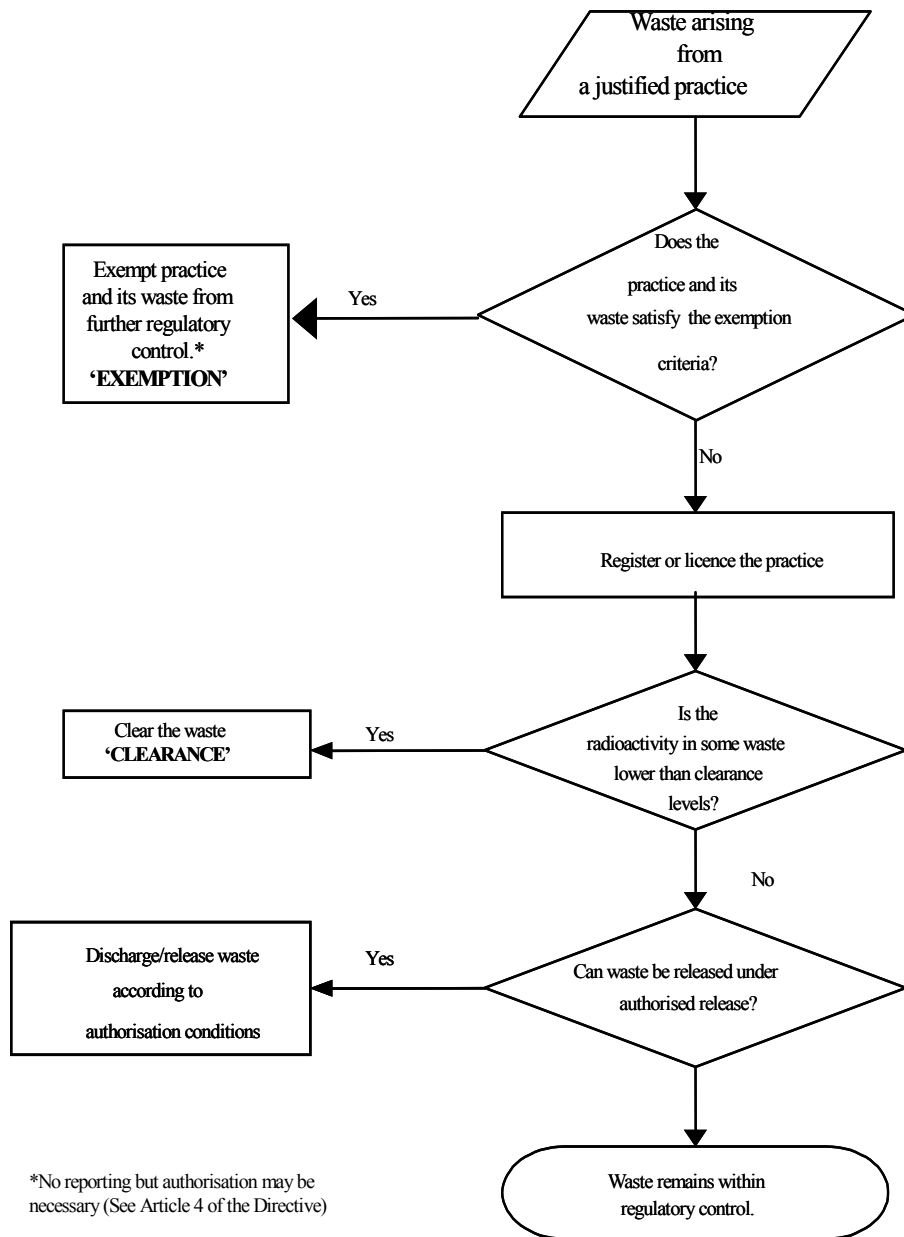 Waste arising
from
a justified practice
Does the
practice and its
waste satisfy the exemption
criteria?
Yes
Exempt practice
and its waste from
further regulatory
control.*
‘EXEMPTION’
No
Register or licence the practice
Is the
radioactivity in some waste
lower than clearance
levels?
Yes
Clear the waste
‘CLEARANCE’
No
Can waste be released under
authorised release?
Yes
Discharge/release waste
according to
authorisation conditions
Waste remains within
regulatory control.
*No reporting but authorisation may be
necessary (See Article 4 of the Directive)